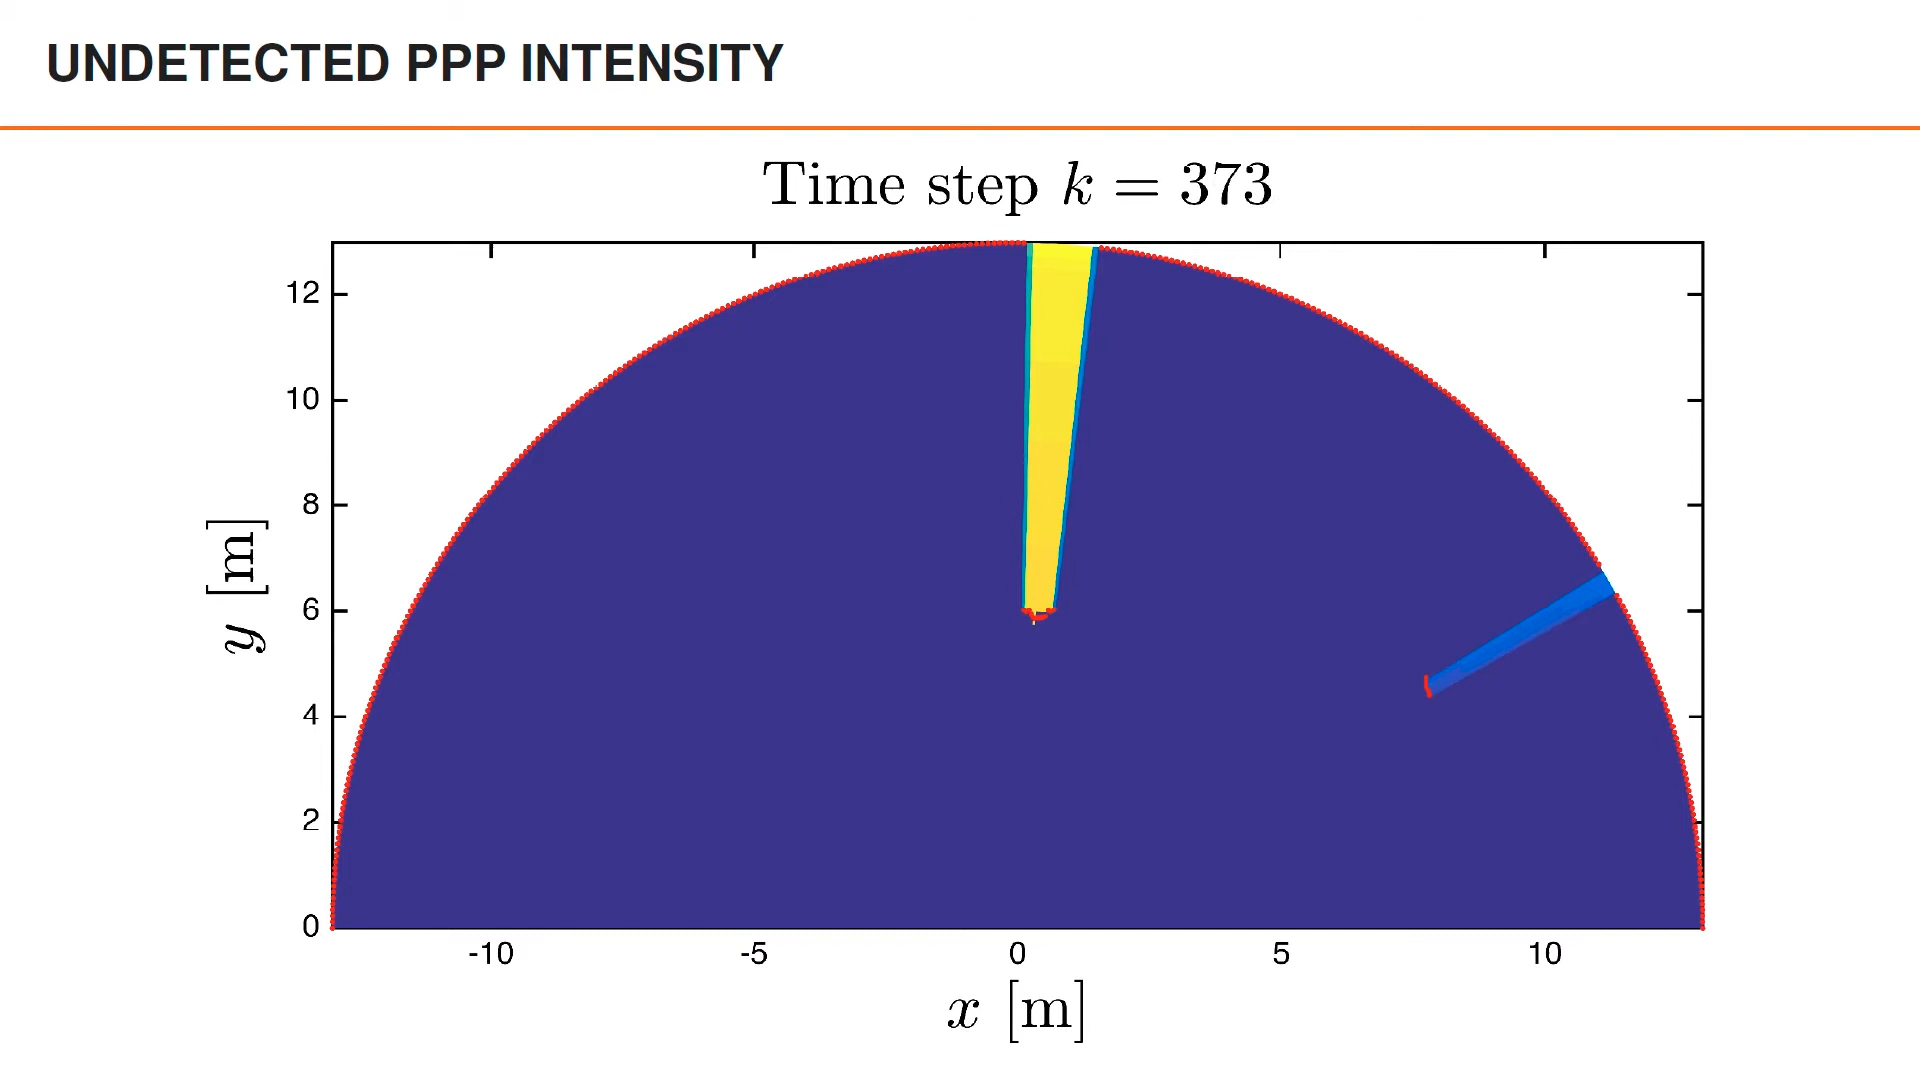 UNDETECTED PPP INTENSITY
Time step k = 373
12
10
8
6
4
2
0
y [m]
-10 -5 0 5 10
x [m]